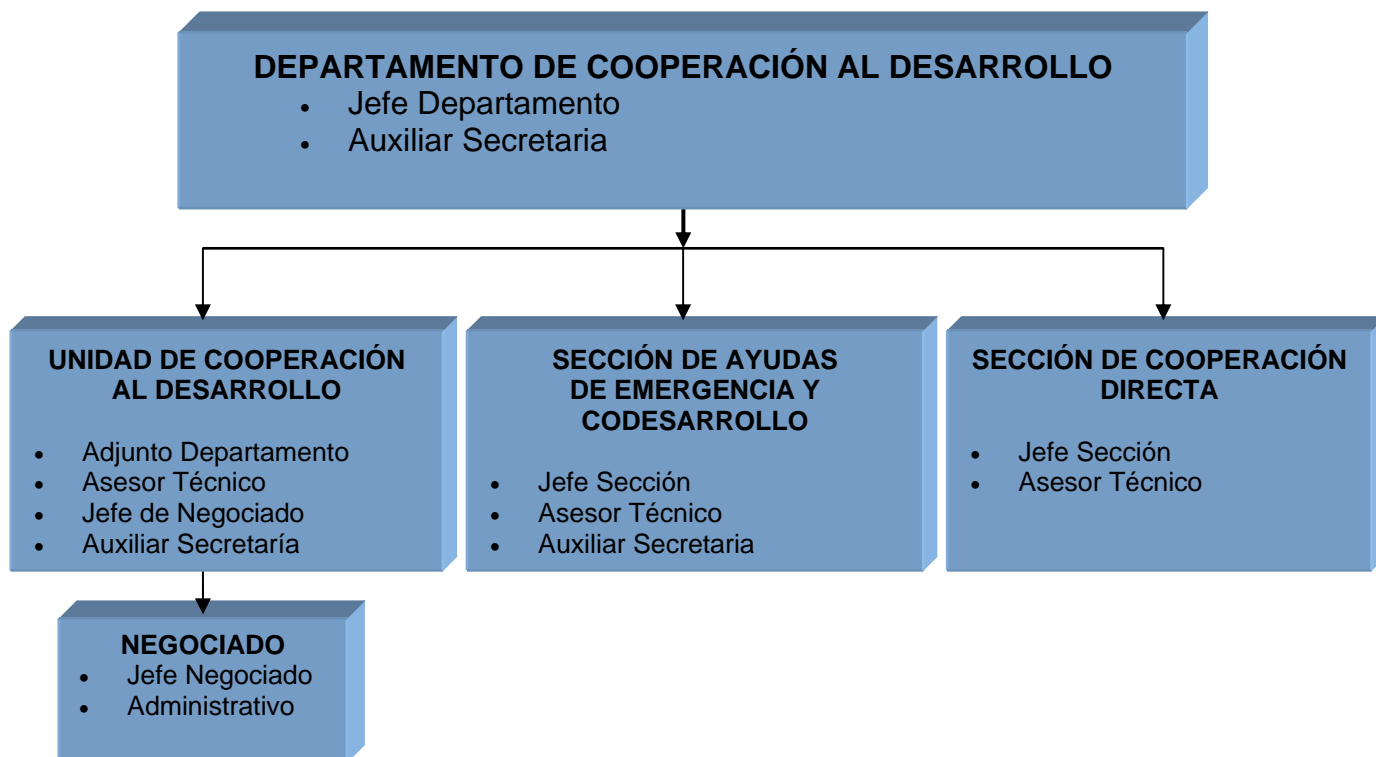 DEPARTAMENTO DE COOPERACIÓN AL DESARROLLO
• Jefe Departamento
• Auxiliar Secretaria
UNIDAD DE COOPERACIÓN
AL DESARROLLO
• Adjunto Departamento
• Asesor Técnico
• Jefe de Negociado
• Auxiliar Secretaría
SECCIÓN DE AYUDAS
DE EMERGENCIA Y
CODESARROLLO
• Jefe Sección
• Asesor Técnico
• Auxiliar Secretaria
SECCIÓN DE COOPERACIÓN
DIRECTA
• Jefe Sección
• Asesor Técnico
NEGOCIADO
• Jefe Negociado
• Administrativo